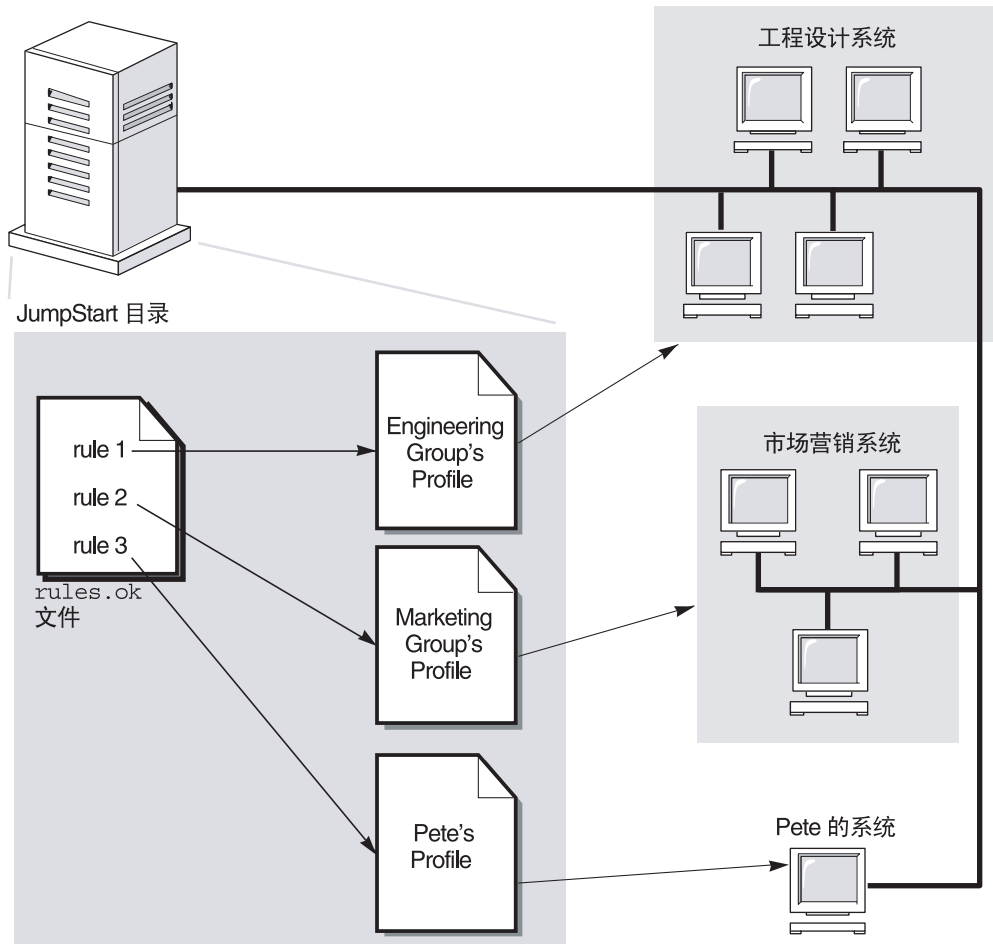 工程设计系统
JumpStart 目录
rule 1
rule 2
rule 3
rules.ok
文件
Engineering
Group's
Profile
Marketing
Group's
Profile
Pete's
Profile
市场营销系统
Pete 的系统